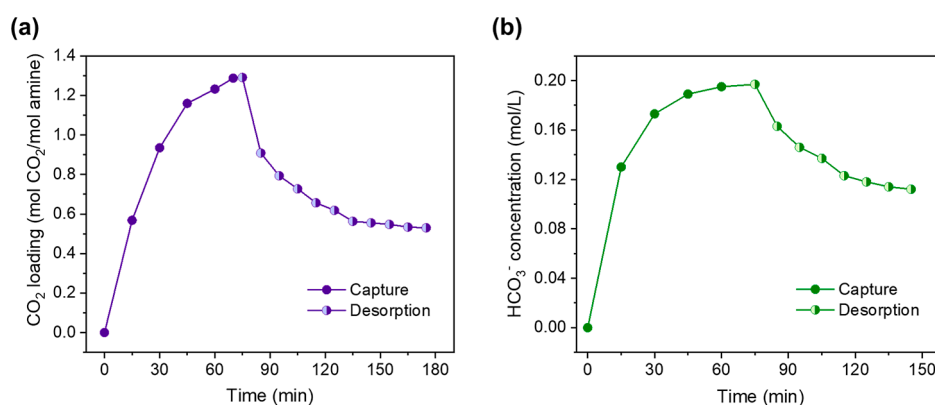 (a)
CO₂ loading (mol CO₂/mol amine)
1.4
1.2
1.0
0.8
0.6
0.4
0.2
0.0
Capture
Desorption
0 30 60 90 120 150 180
Time (min)
(b)
HCO₃⁻ concentration (mol/L)
0.20
0.16
0.12
0.08
0.04
0.00
Capture
Desorption
0 30 60 90 120 150
Time (min)